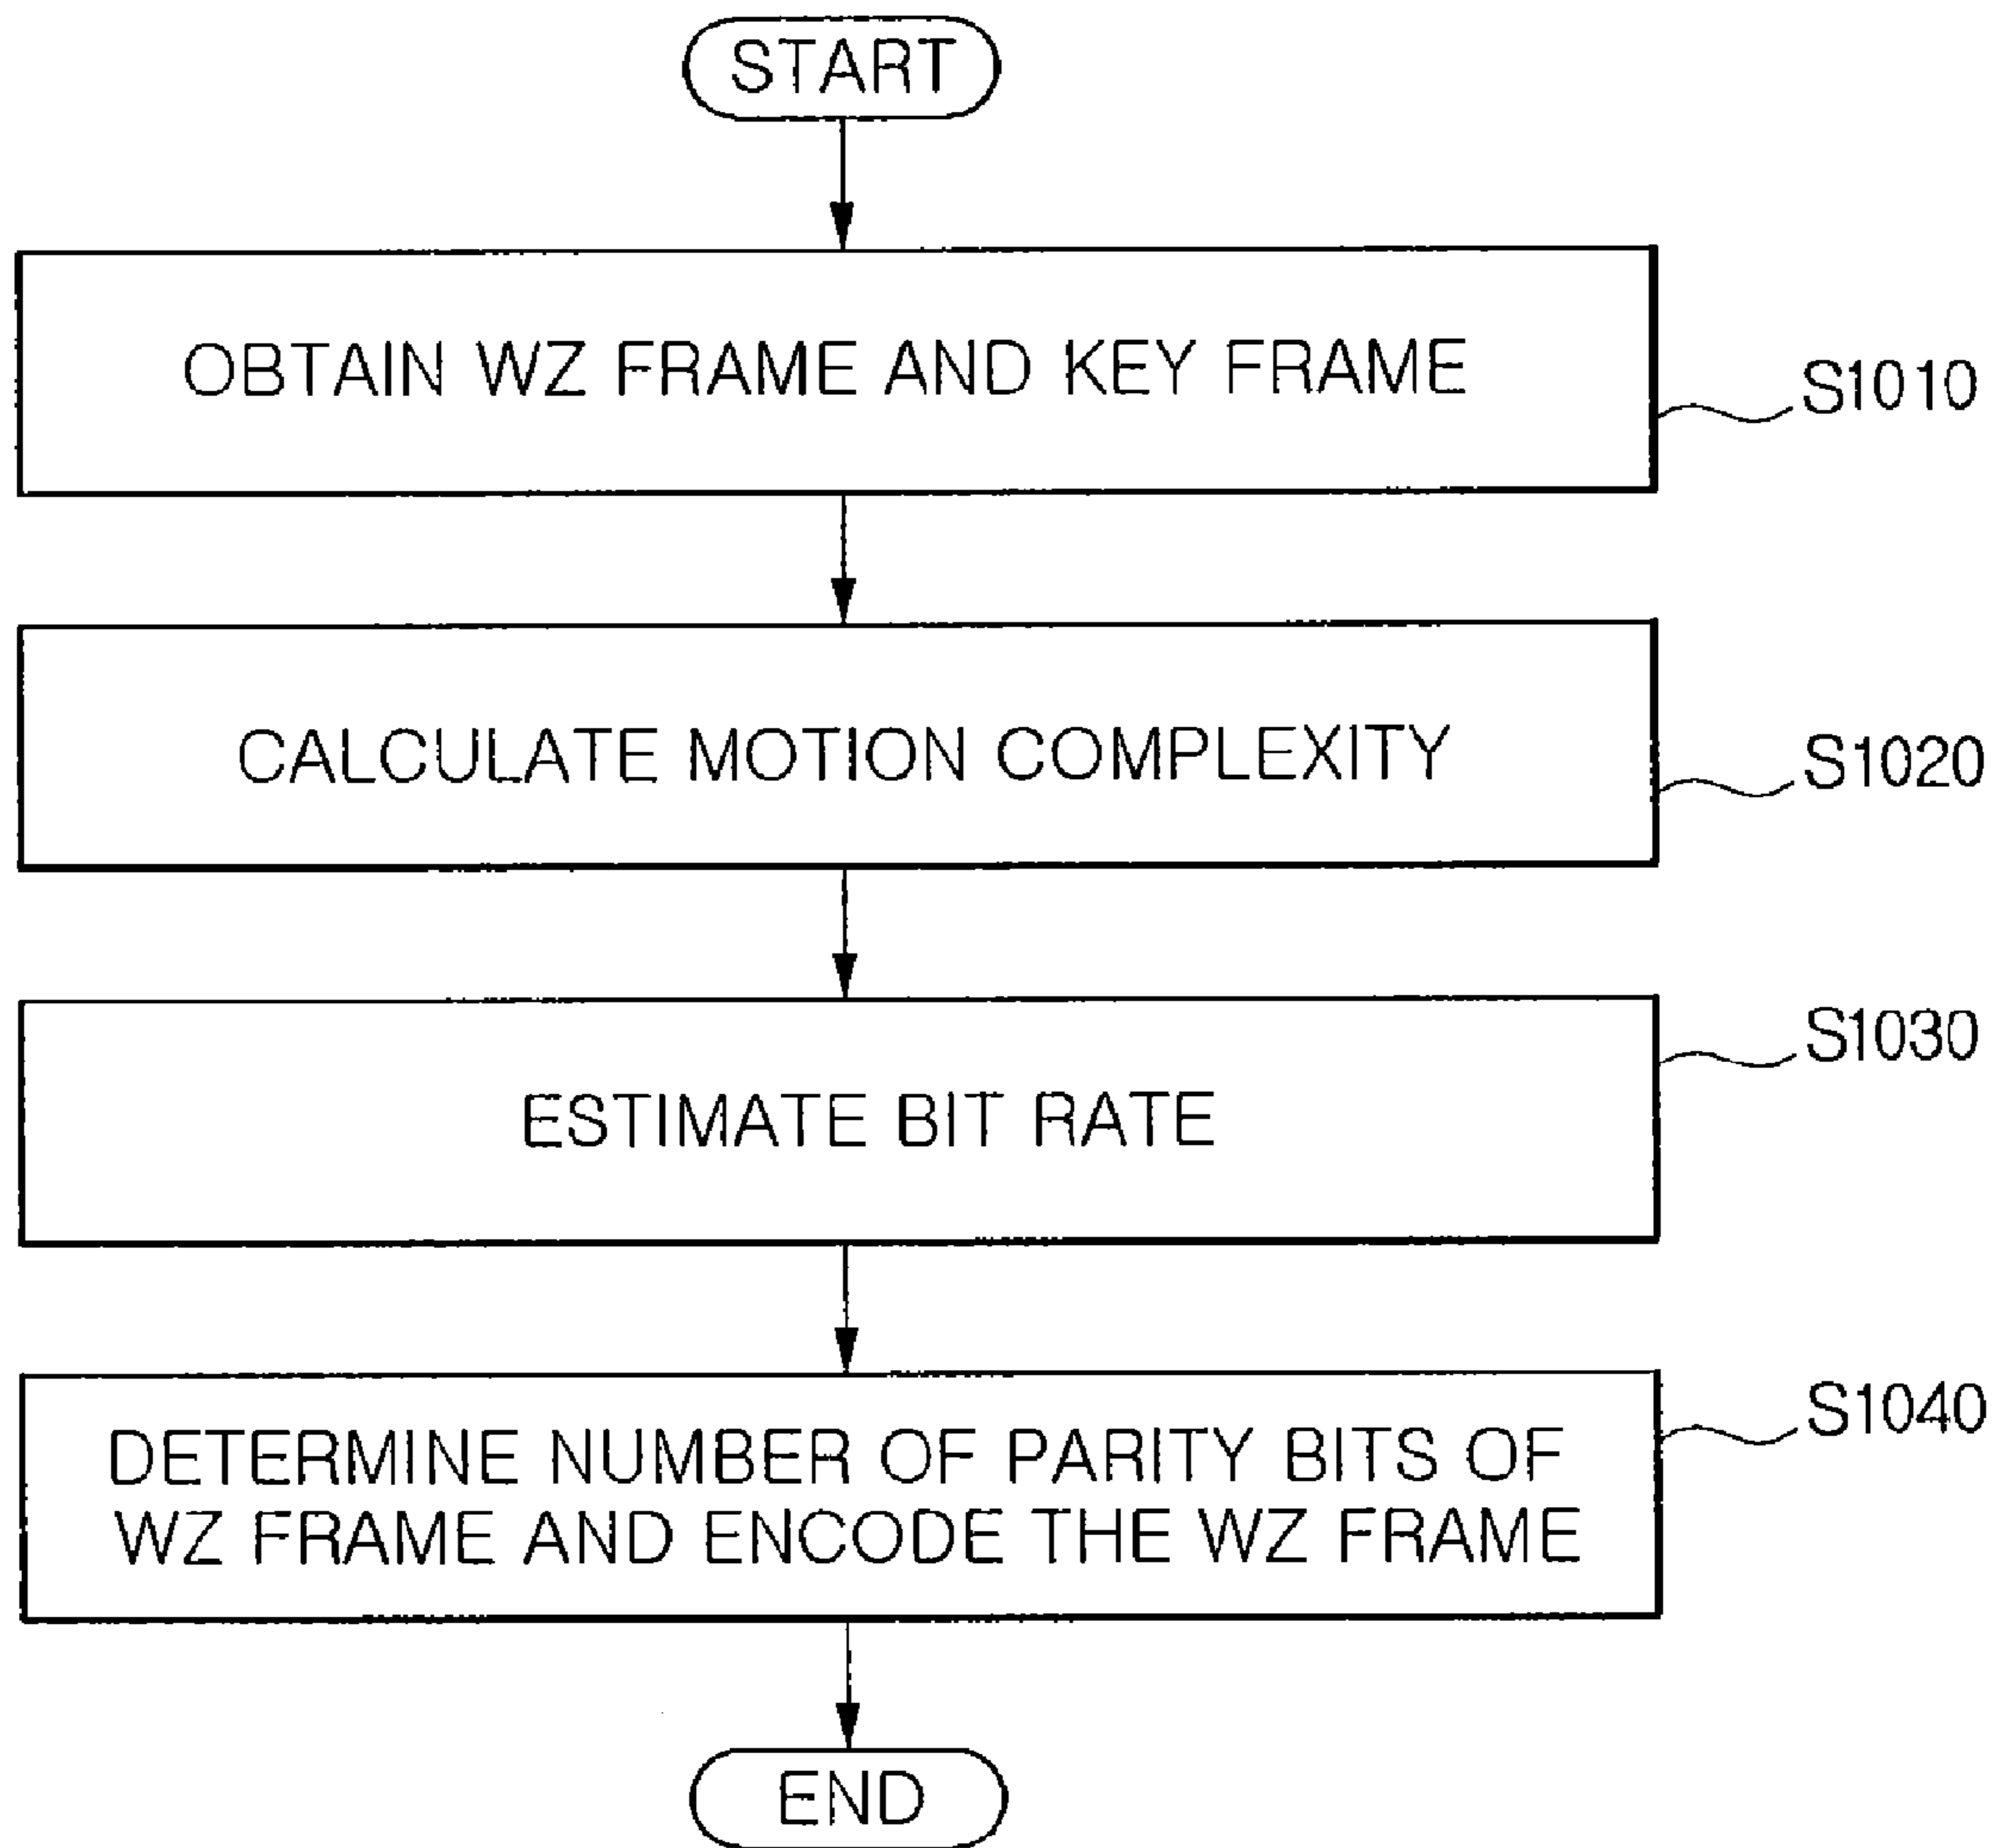 START
OBTAIN WZ FRAME AND KEY FRAME
S1010
CALCULATE MOTION COMPLEXITY
S1020
S1030
ESTIMATE BIT RATE
S1040
DETERMINE NUMBER OF PARITY BITS OF
WZ FRAME AND ENCODE THE WZ FRAME
END